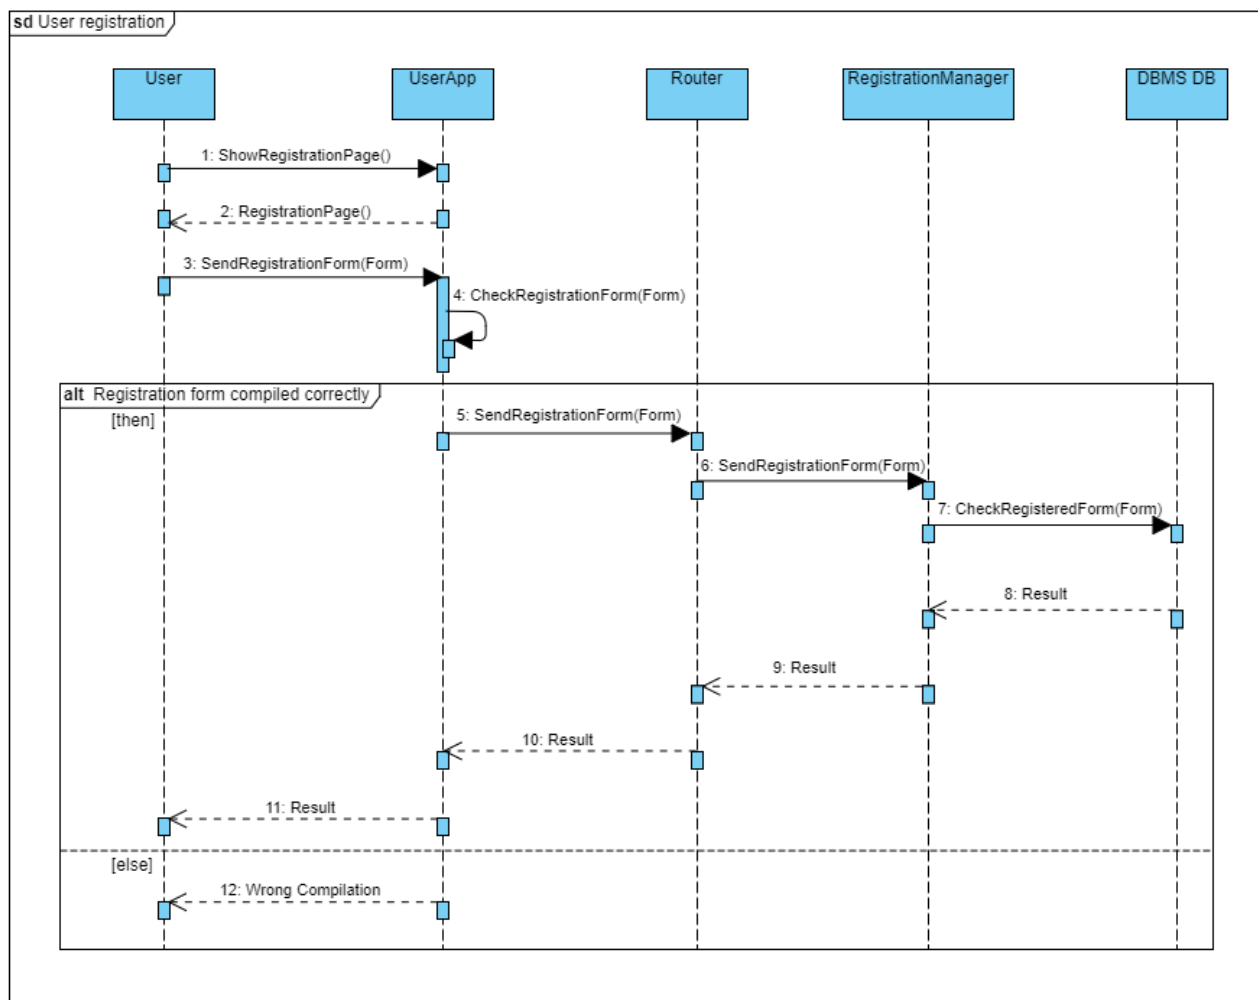 sd User registration
User
UserApp
Router
RegistrationManager
DBMS DB
1: ShowRegistrationPage()
2: RegistrationPage()
3: SendRegistrationForm(Form)
4: CheckRegistrationForm(Form)
alt Registration form compiled correctly
[then]
5: SendRegistrationForm(Form)
6: SendRegistrationForm(Form)
7: CheckRegisteredForm(Form)
8: Result
9: Result
10: Result
11: Result
[else]
12: Wrong Compilation